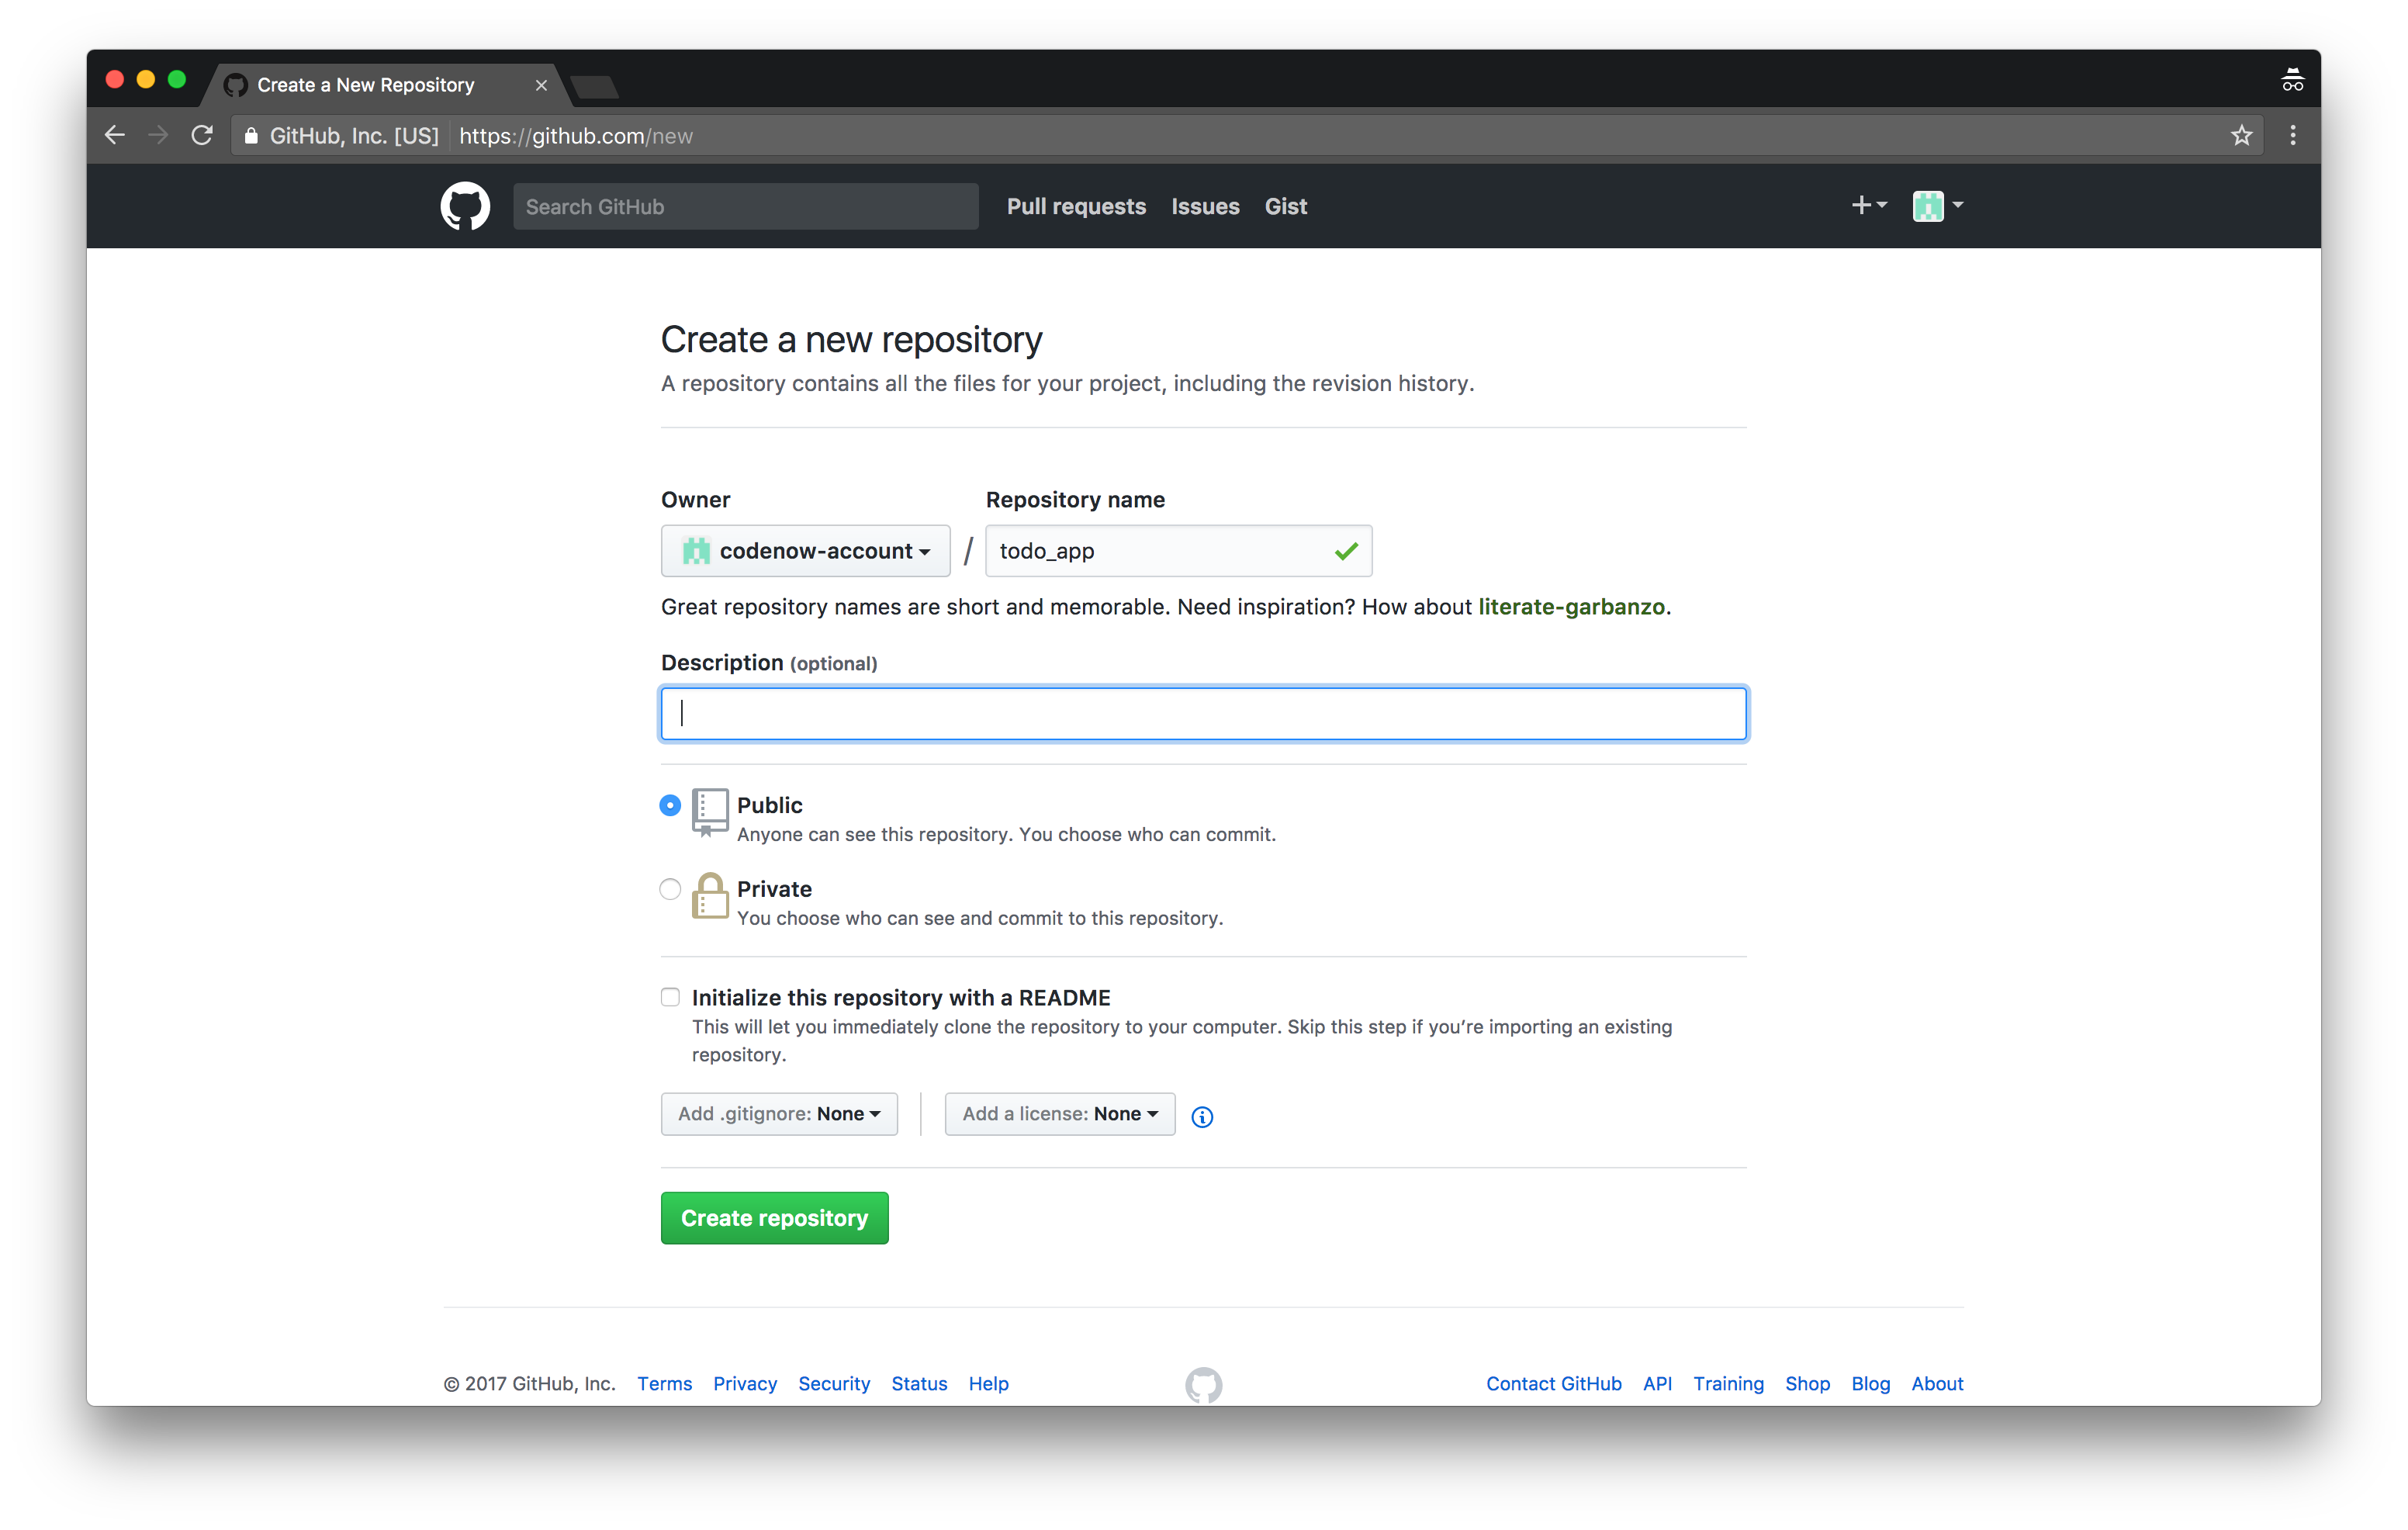 Create a New Repository
GitHub, Inc. [US] https://github.com/new
Search GitHub Pull requests Issues Gist
Create a new repository
A repository contains all the files for your project, including the revision history.
Owner Repository name
codenow-account / todo_app
Great repository names are short and memorable. Need inspiration? How about literate-garbanzo.
Description (optional)
Public
Anyone can see this repository. You choose who can commit.
Private
You choose who can see and commit to this repository.
Initialize this repository with a README
This will let you immediately clone the repository to your computer. Skip this step if you’re importing an existing
repository.
Add .gitignore: None Add a license: None
Create repository
© 2017 GitHub, Inc. Terms Privacy Security Status Help Contact GitHub API Training Shop Blog About